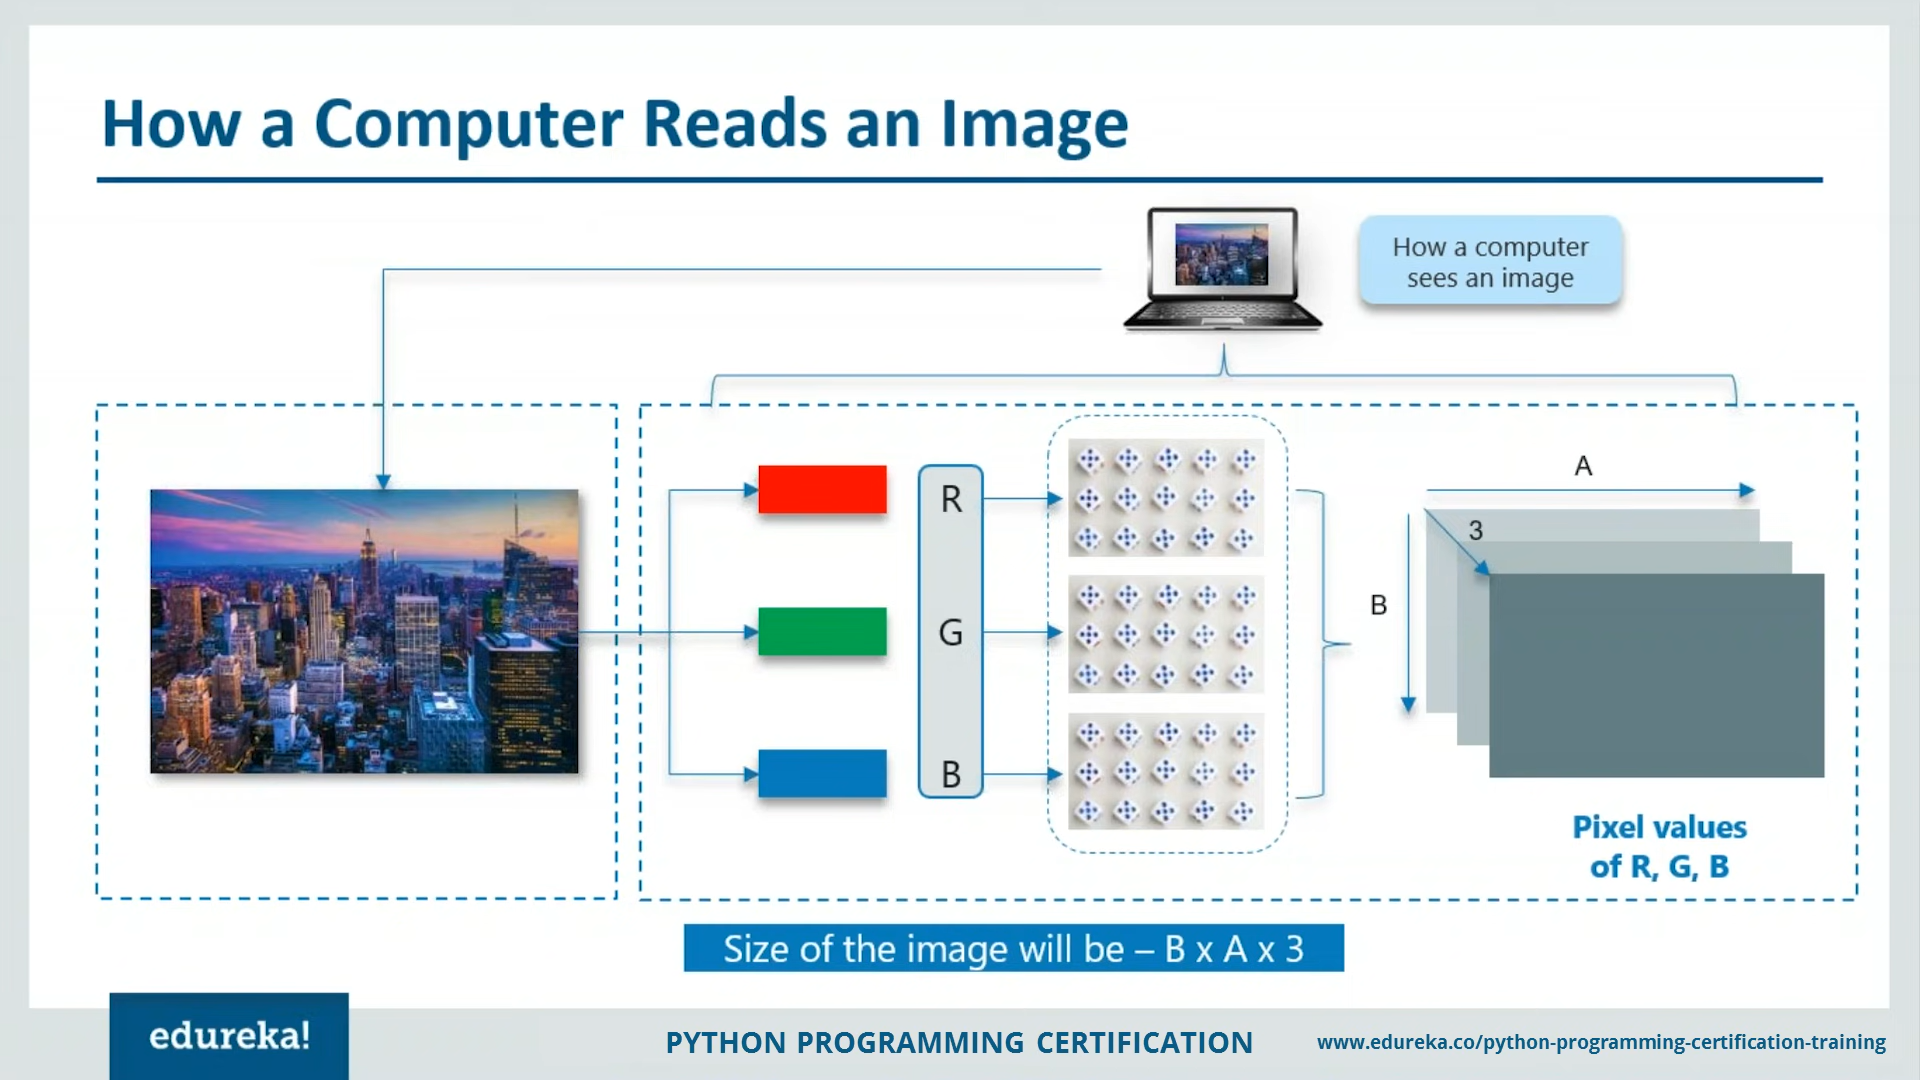 How a Computer Reads an Image
How a computer
sees an image
R
G
B
A
3
B
Pixel values
of R, G, B
Size of the image will be – B x A x 3
edureka!
PYTHON PROGRAMMING CERTIFICATION
www.edureka.co/python-programming-certification-training